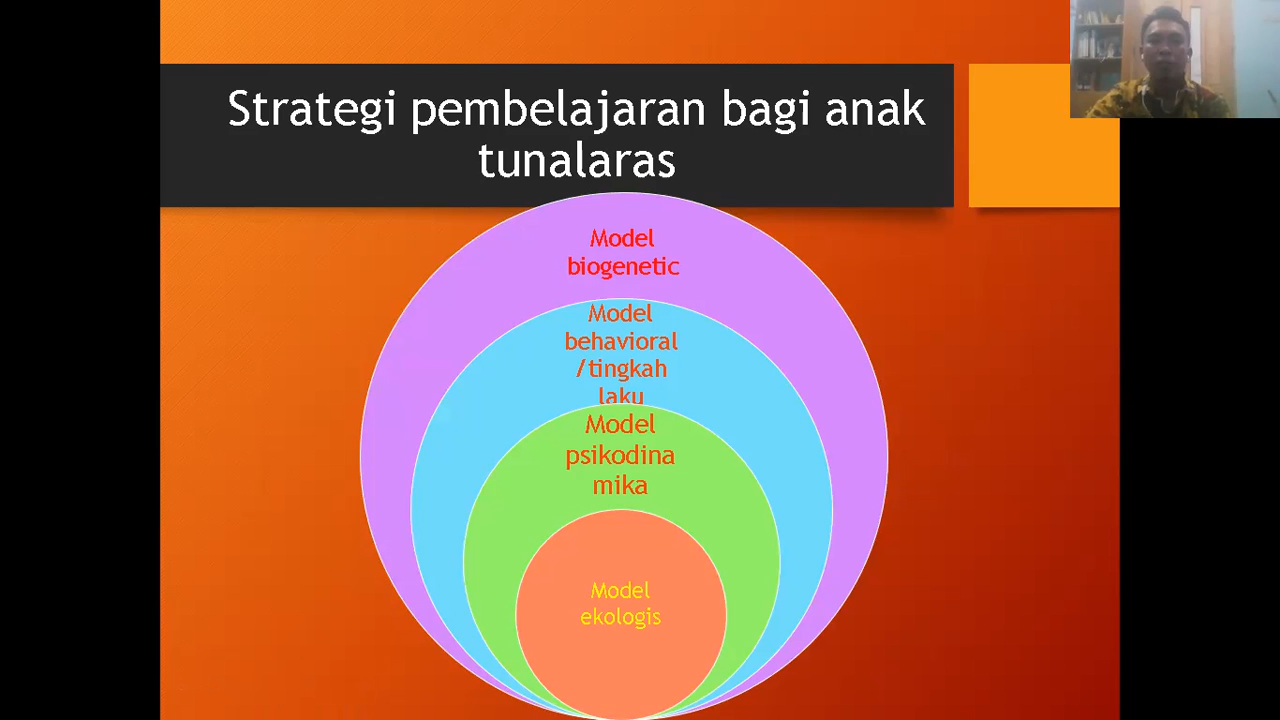 Strategi pembelajaran bagi anak
tunalaras
Model
biogenetic
Model
behavioral
/tingkah
laku
Model
psikodina
mika
Model
ekologis